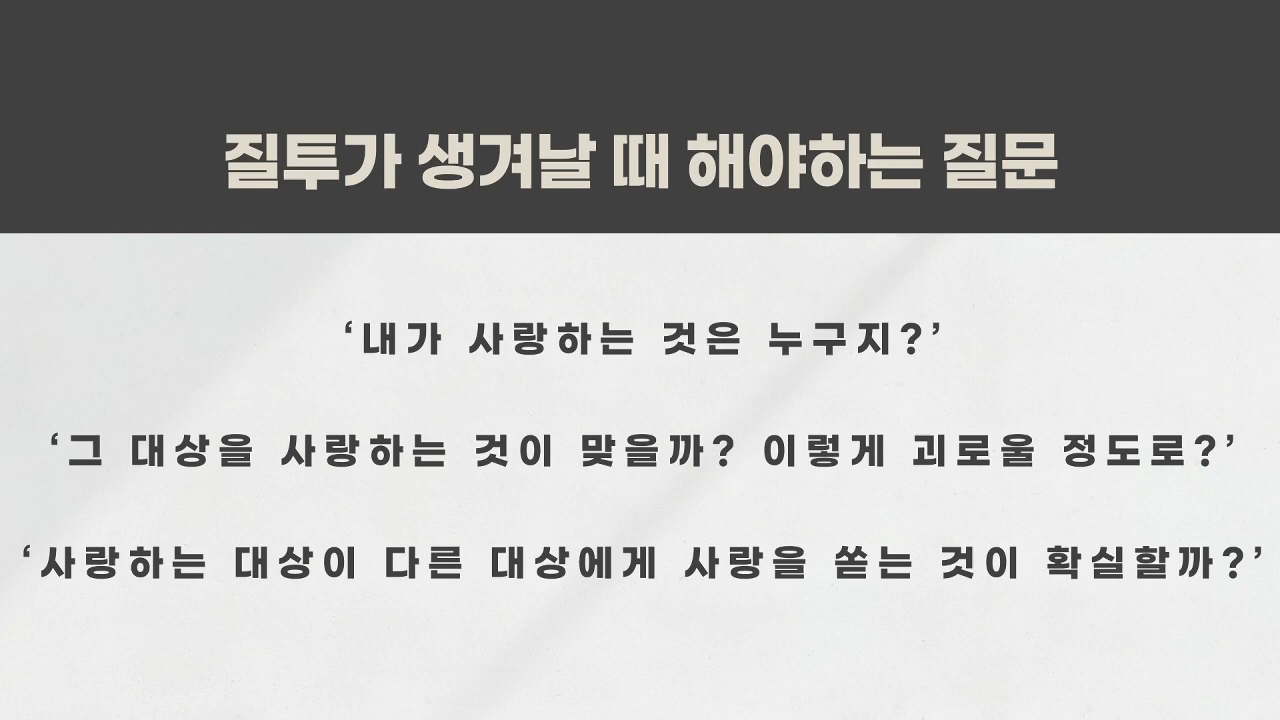 질투가 생겨날 때 해야하는 질문
‘내가 사랑하는 것은 누구지?’
‘그 대상을 사랑하는 것이 맞을까? 이렇게 괴로울 정도로?’
‘사랑하는 대상이 다른 대상에게 사랑을 쏟는 것이 확실할까?’